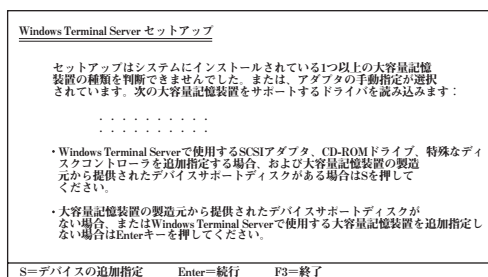 Windows Terminal Server セットアップ
セットアップはシステムにインストールされている1つ以上の大容量記憶
装置の種類を判断できませんでした。または、アダプタの手動指定が選択
されています。次の大容量記憶装置をサポートするドライバを読み込みます：
. . . . . . . . . .
. . . . . . . . . .
・Windows Terminal Serverで使用するSCSIアダプタ、CD-ROMドライブ、特殊なディ
スクコントローラを追加指定する場合、および大容量記憶装置の製造
元から提供されたデバイスサポートディスクがある場合はSを押して
ください。
・大容量記憶装置の製造元から提供されたデバイスサポートディスクが
ない場合、またはWindows Terminal Serverで使用する大容量記憶装置を追加指定し
ない場合はEnterキーを押してください。
S＝デバイスの追加指定　Enter＝続行　F3＝終了